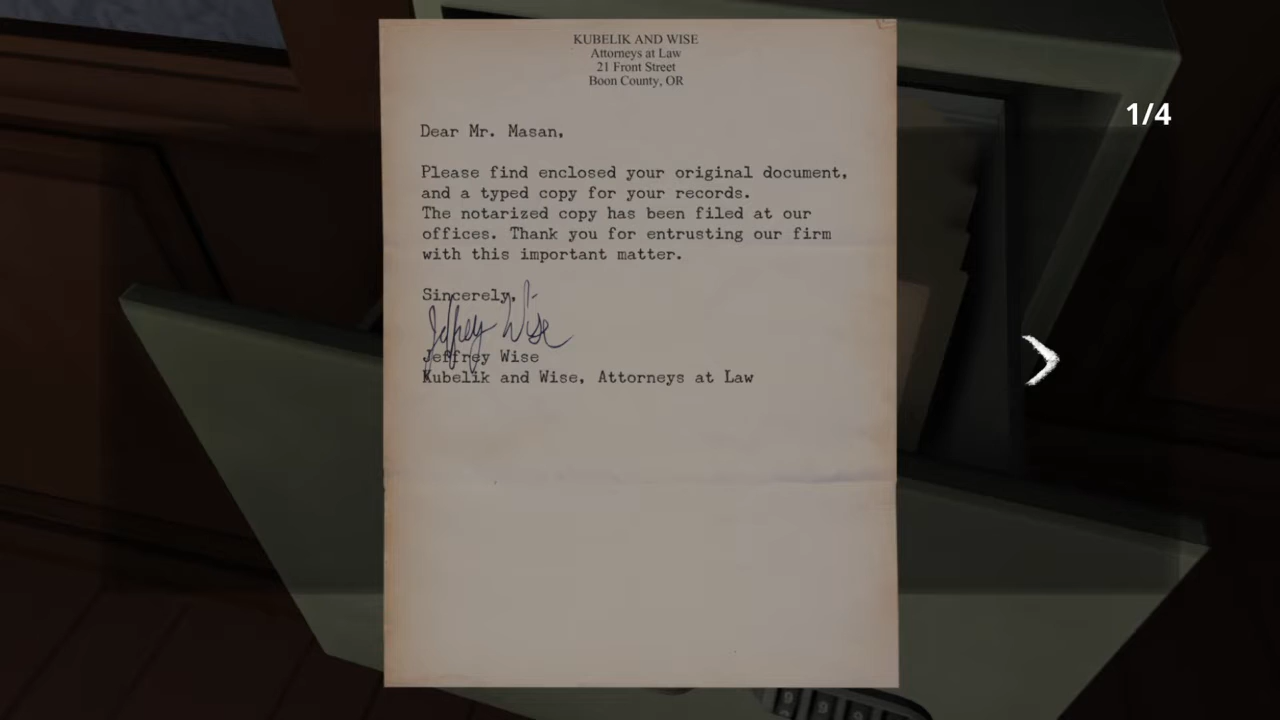 KUBELIK AND WISE
Attorneys at Law
21 Front Street
Boon County, OR
1/4
Dear Mr. Masan,
Please find enclosed your original document,
and a typed copy for your records.
The notarized copy has been filed at our
offices. Thank you for entrusting our firm
with this important matter.
Sincerely,
Jeffrey Wise
Jeffrey Wise
Kubelik and Wise, Attorneys at Law